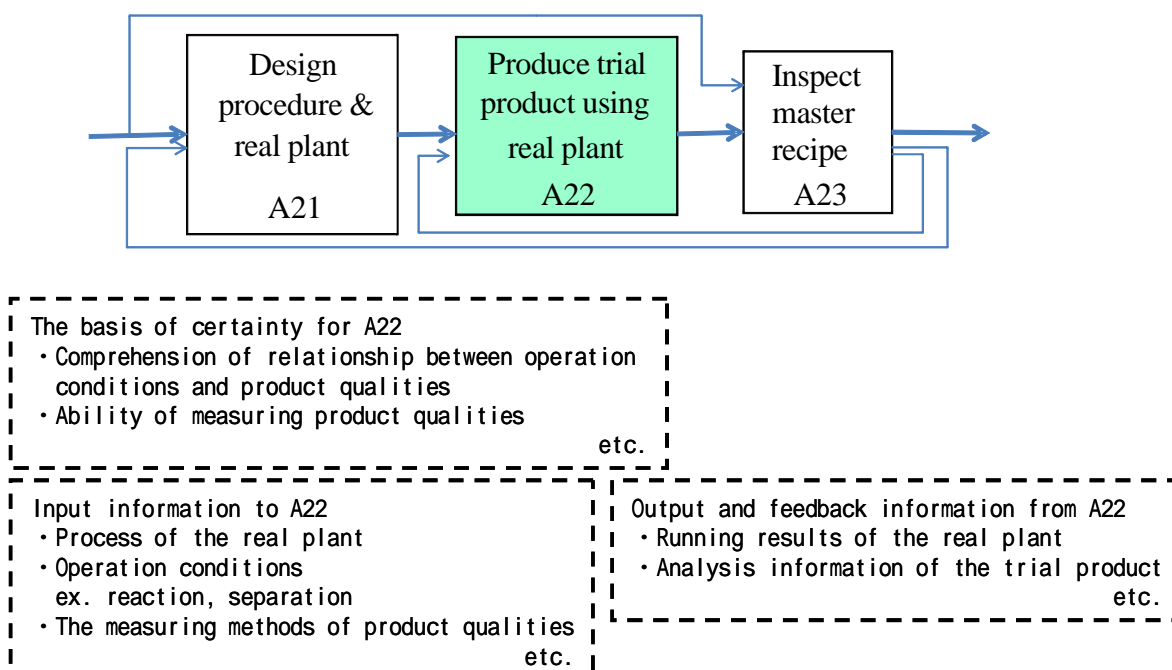 Design
procedure &
real plant
A21
Produce trial
product using
real plant
A22
Inspect
master
recipe
A23
The basis of certainty for A22
・Comprehension of relationship between operation
conditions and product qualities
・Ability of measuring product qualities
etc.
Input information to A22
・Process of the real plant
・Operation conditions
ex. reaction, separation
・The measuring methods of product qualities
etc.
Output and feedback information from A22
・Running results of the real plant
・Analysis information of the trial product
etc.